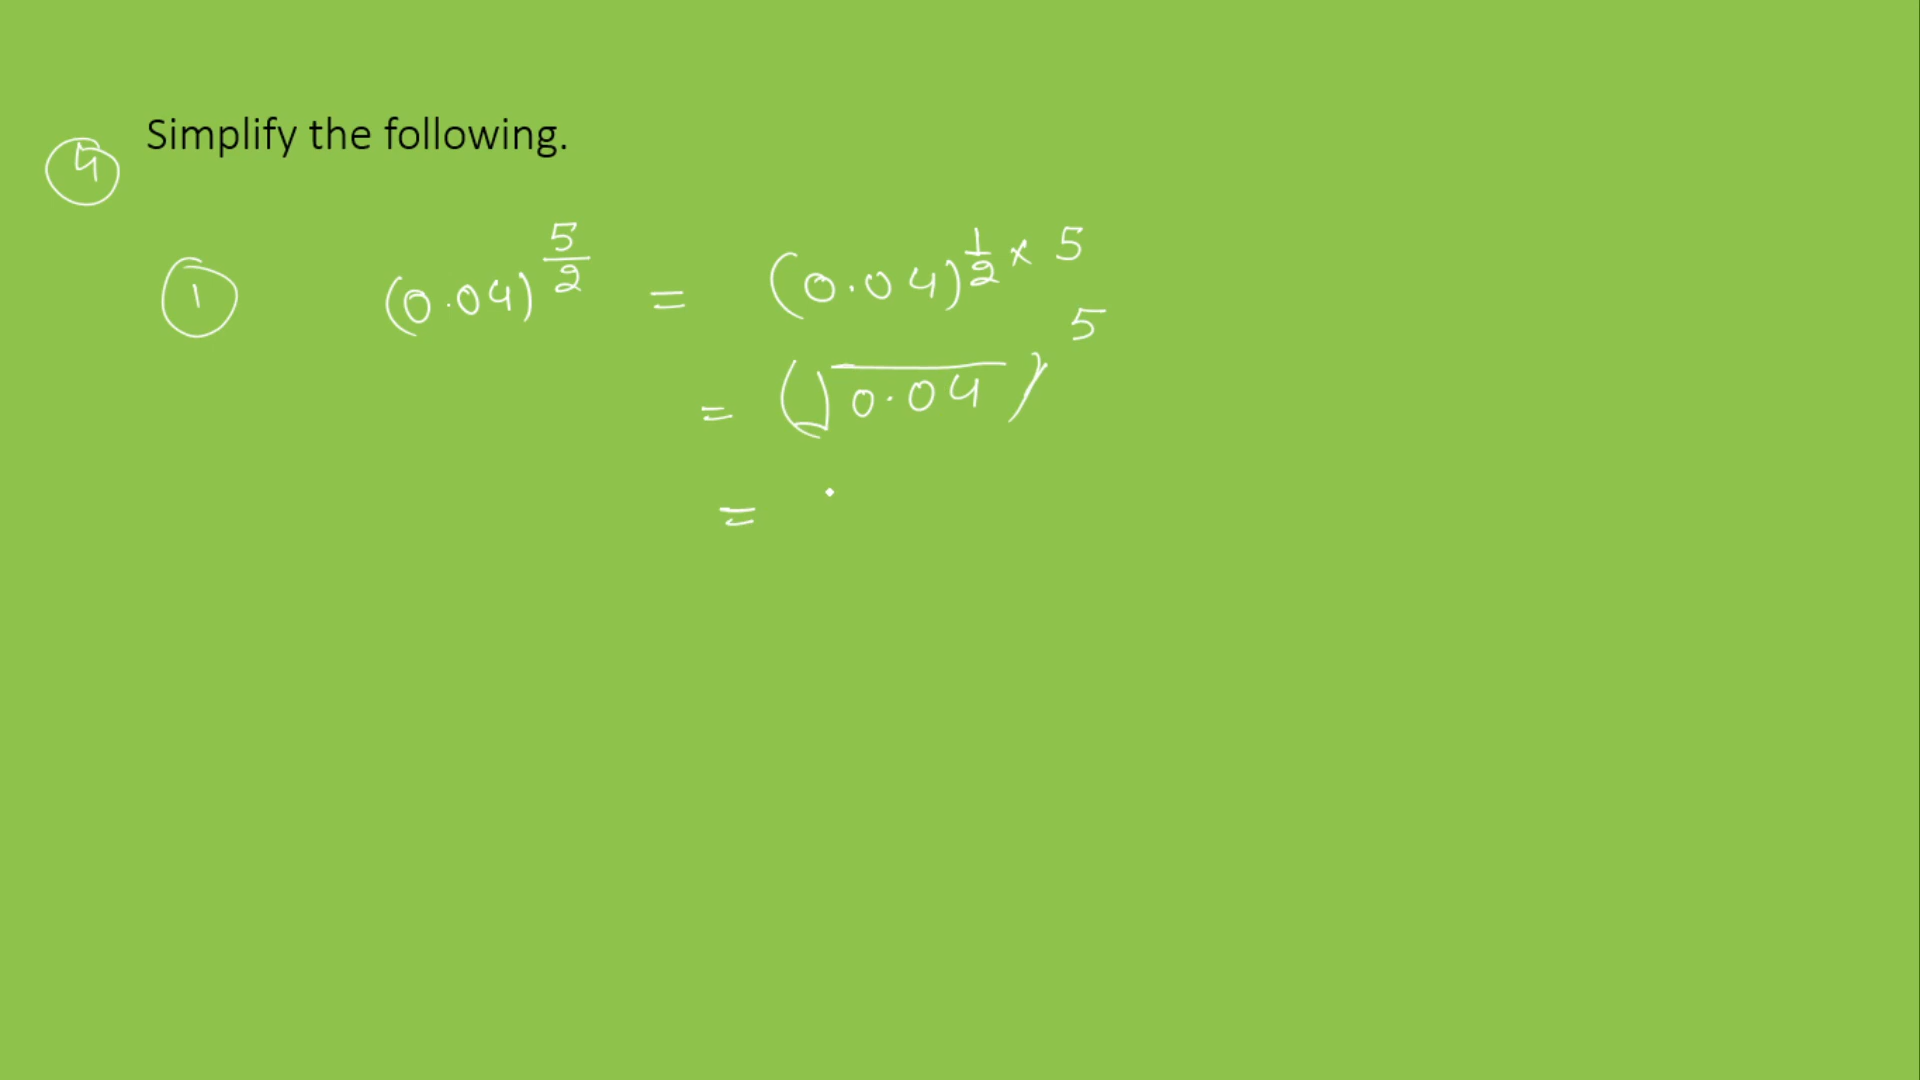 Simplify the following.
4
1 (0.04)^{5/2} = (0.04)^{1/2 × 5}
= (√0.04)^5
=